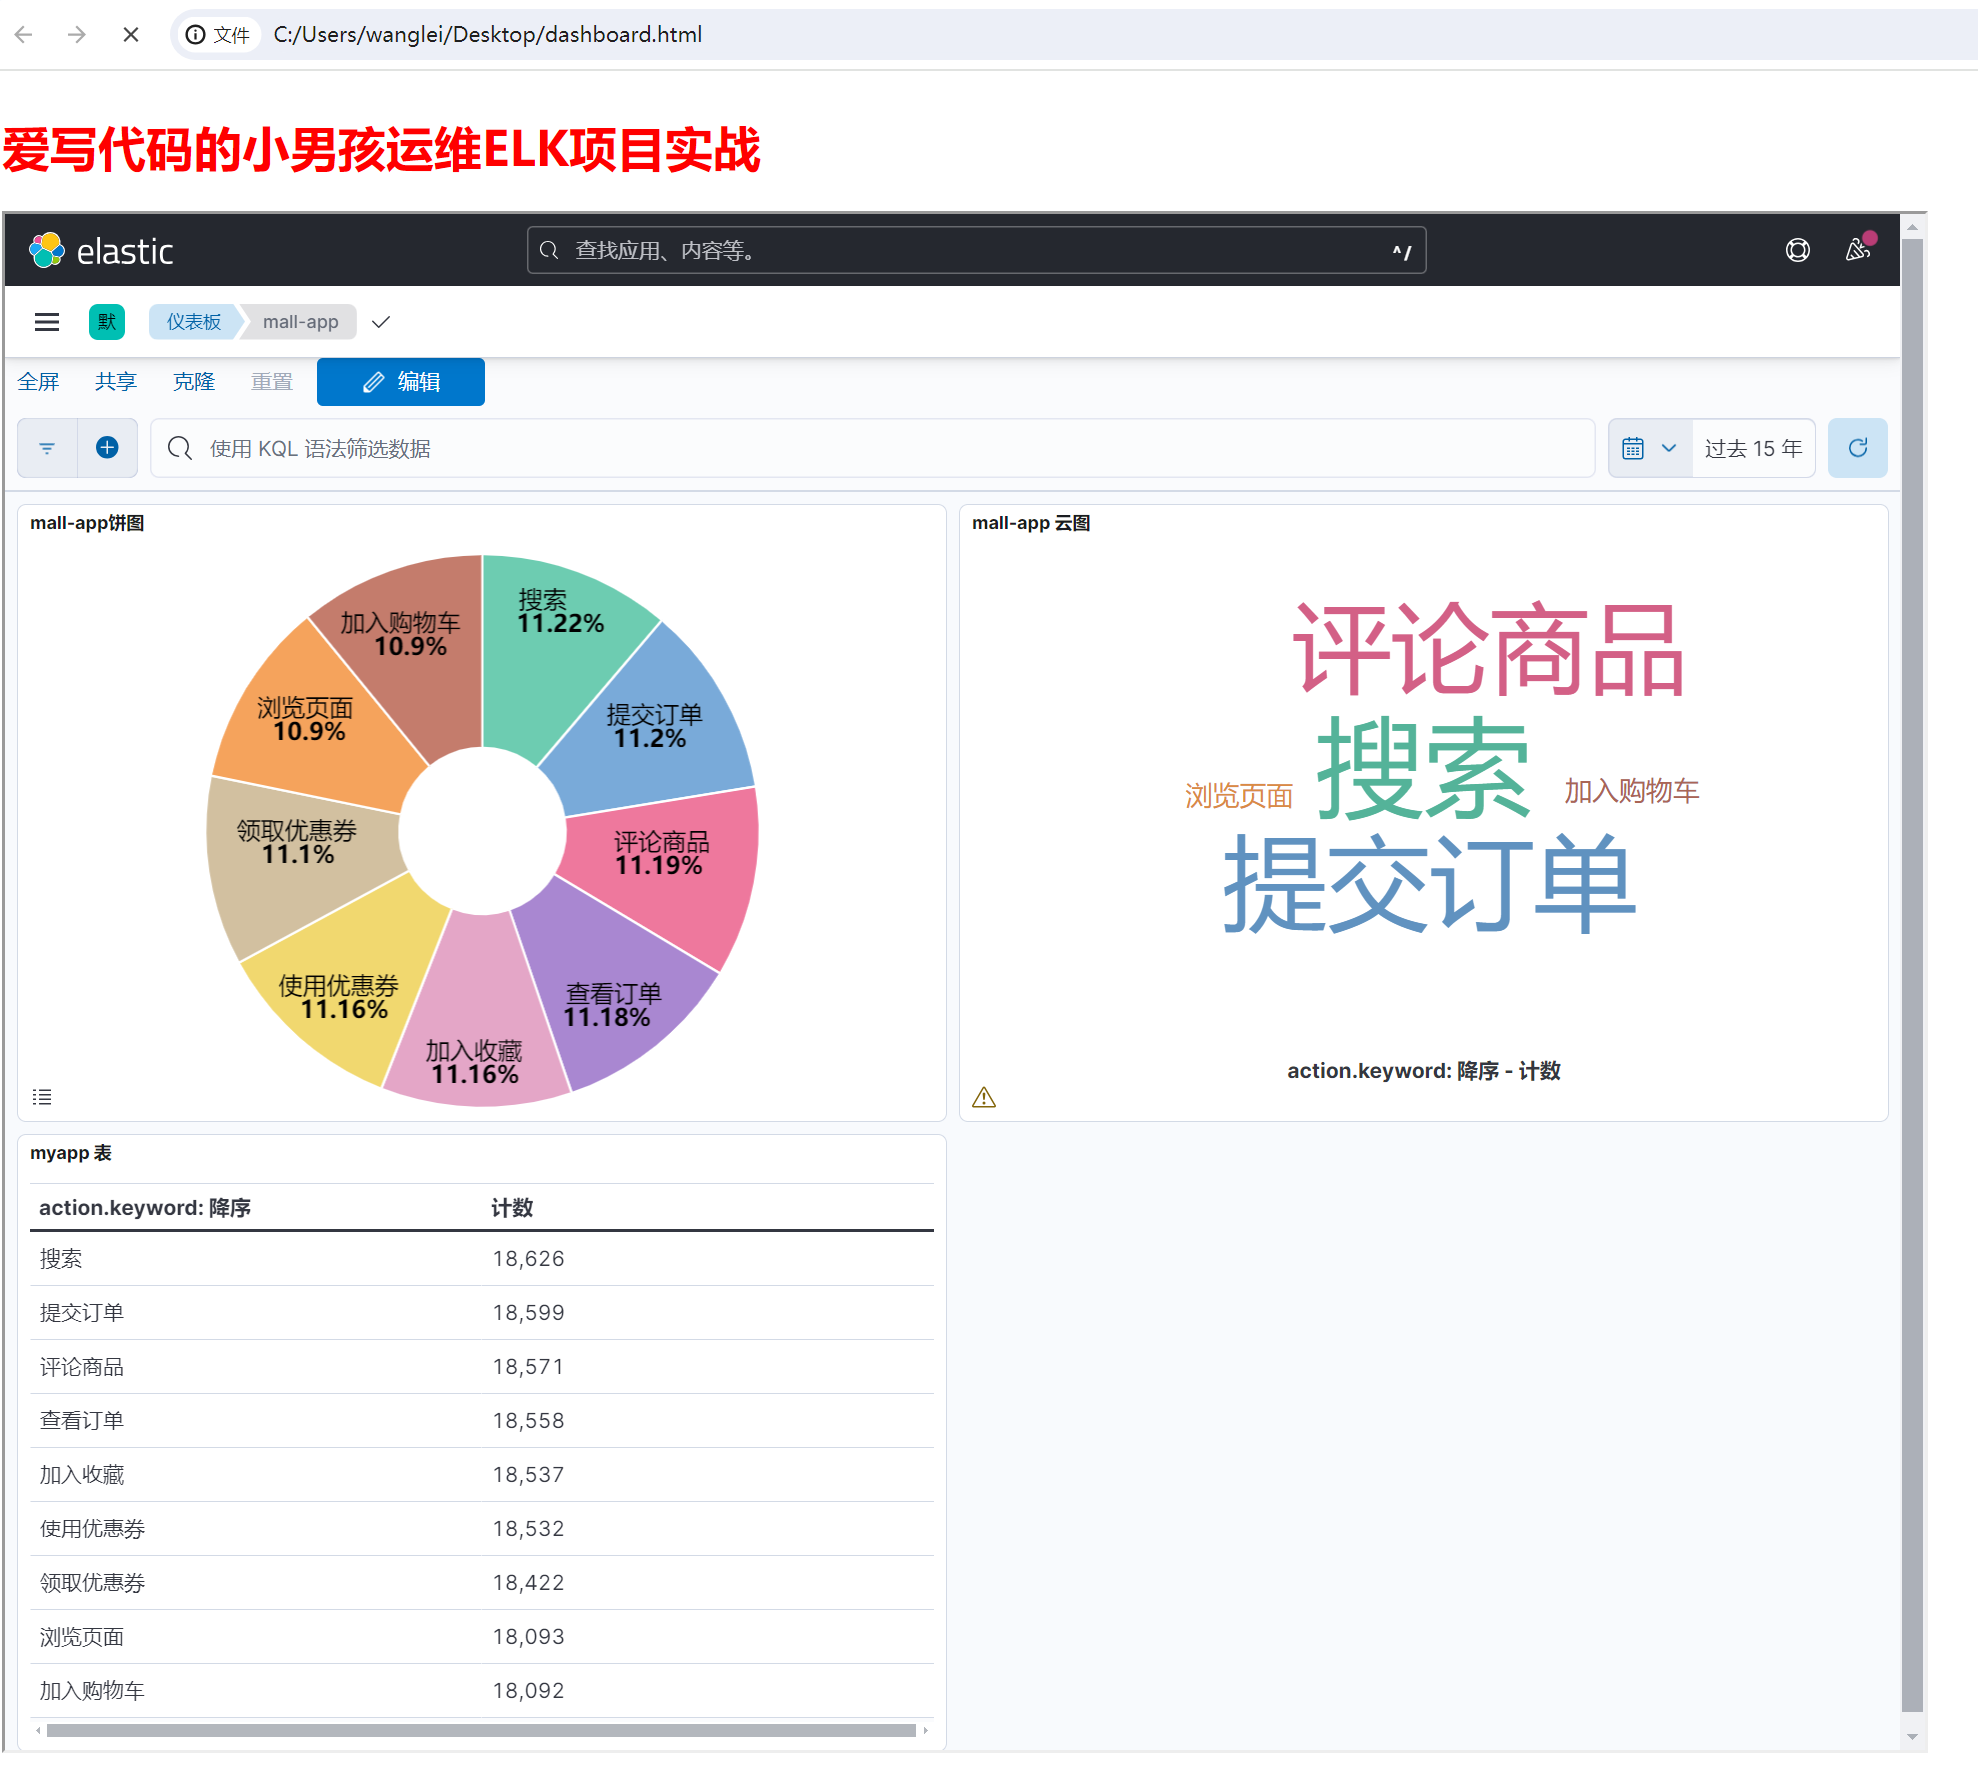 文件 C:/Users/wanglei/Desktop/dashboard.html
爱写代码的小男孩运维ELK项目实战
elastic 查找应用、内容等。 ^/
默 仪表板 mall-app
全屏 共享 克隆 重置 编辑
使用 KQL 语法筛选数据 过去 15 年
mall-app饼图
搜索
11.22%
提交订单
11.2%
评论商品
11.19%
查看订单
11.18%
加入收藏
11.16%
使用优惠券
11.16%
领取优惠券
11.1%
浏览页面
10.9%
加入购物车
10.9%
mall-app 云图
评论商品
搜索
浏览页面
加入购物车
提交订单
action.keyword: 降序 - 计数
myapp 表
action.keyword: 降序 计数
搜索 18,626
提交订单 18,599
评论商品 18,571
查看订单 18,558
加入收藏 18,537
使用优惠券 18,532
领取优惠券 18,422
浏览页面 18,093
加入购物车 18,092